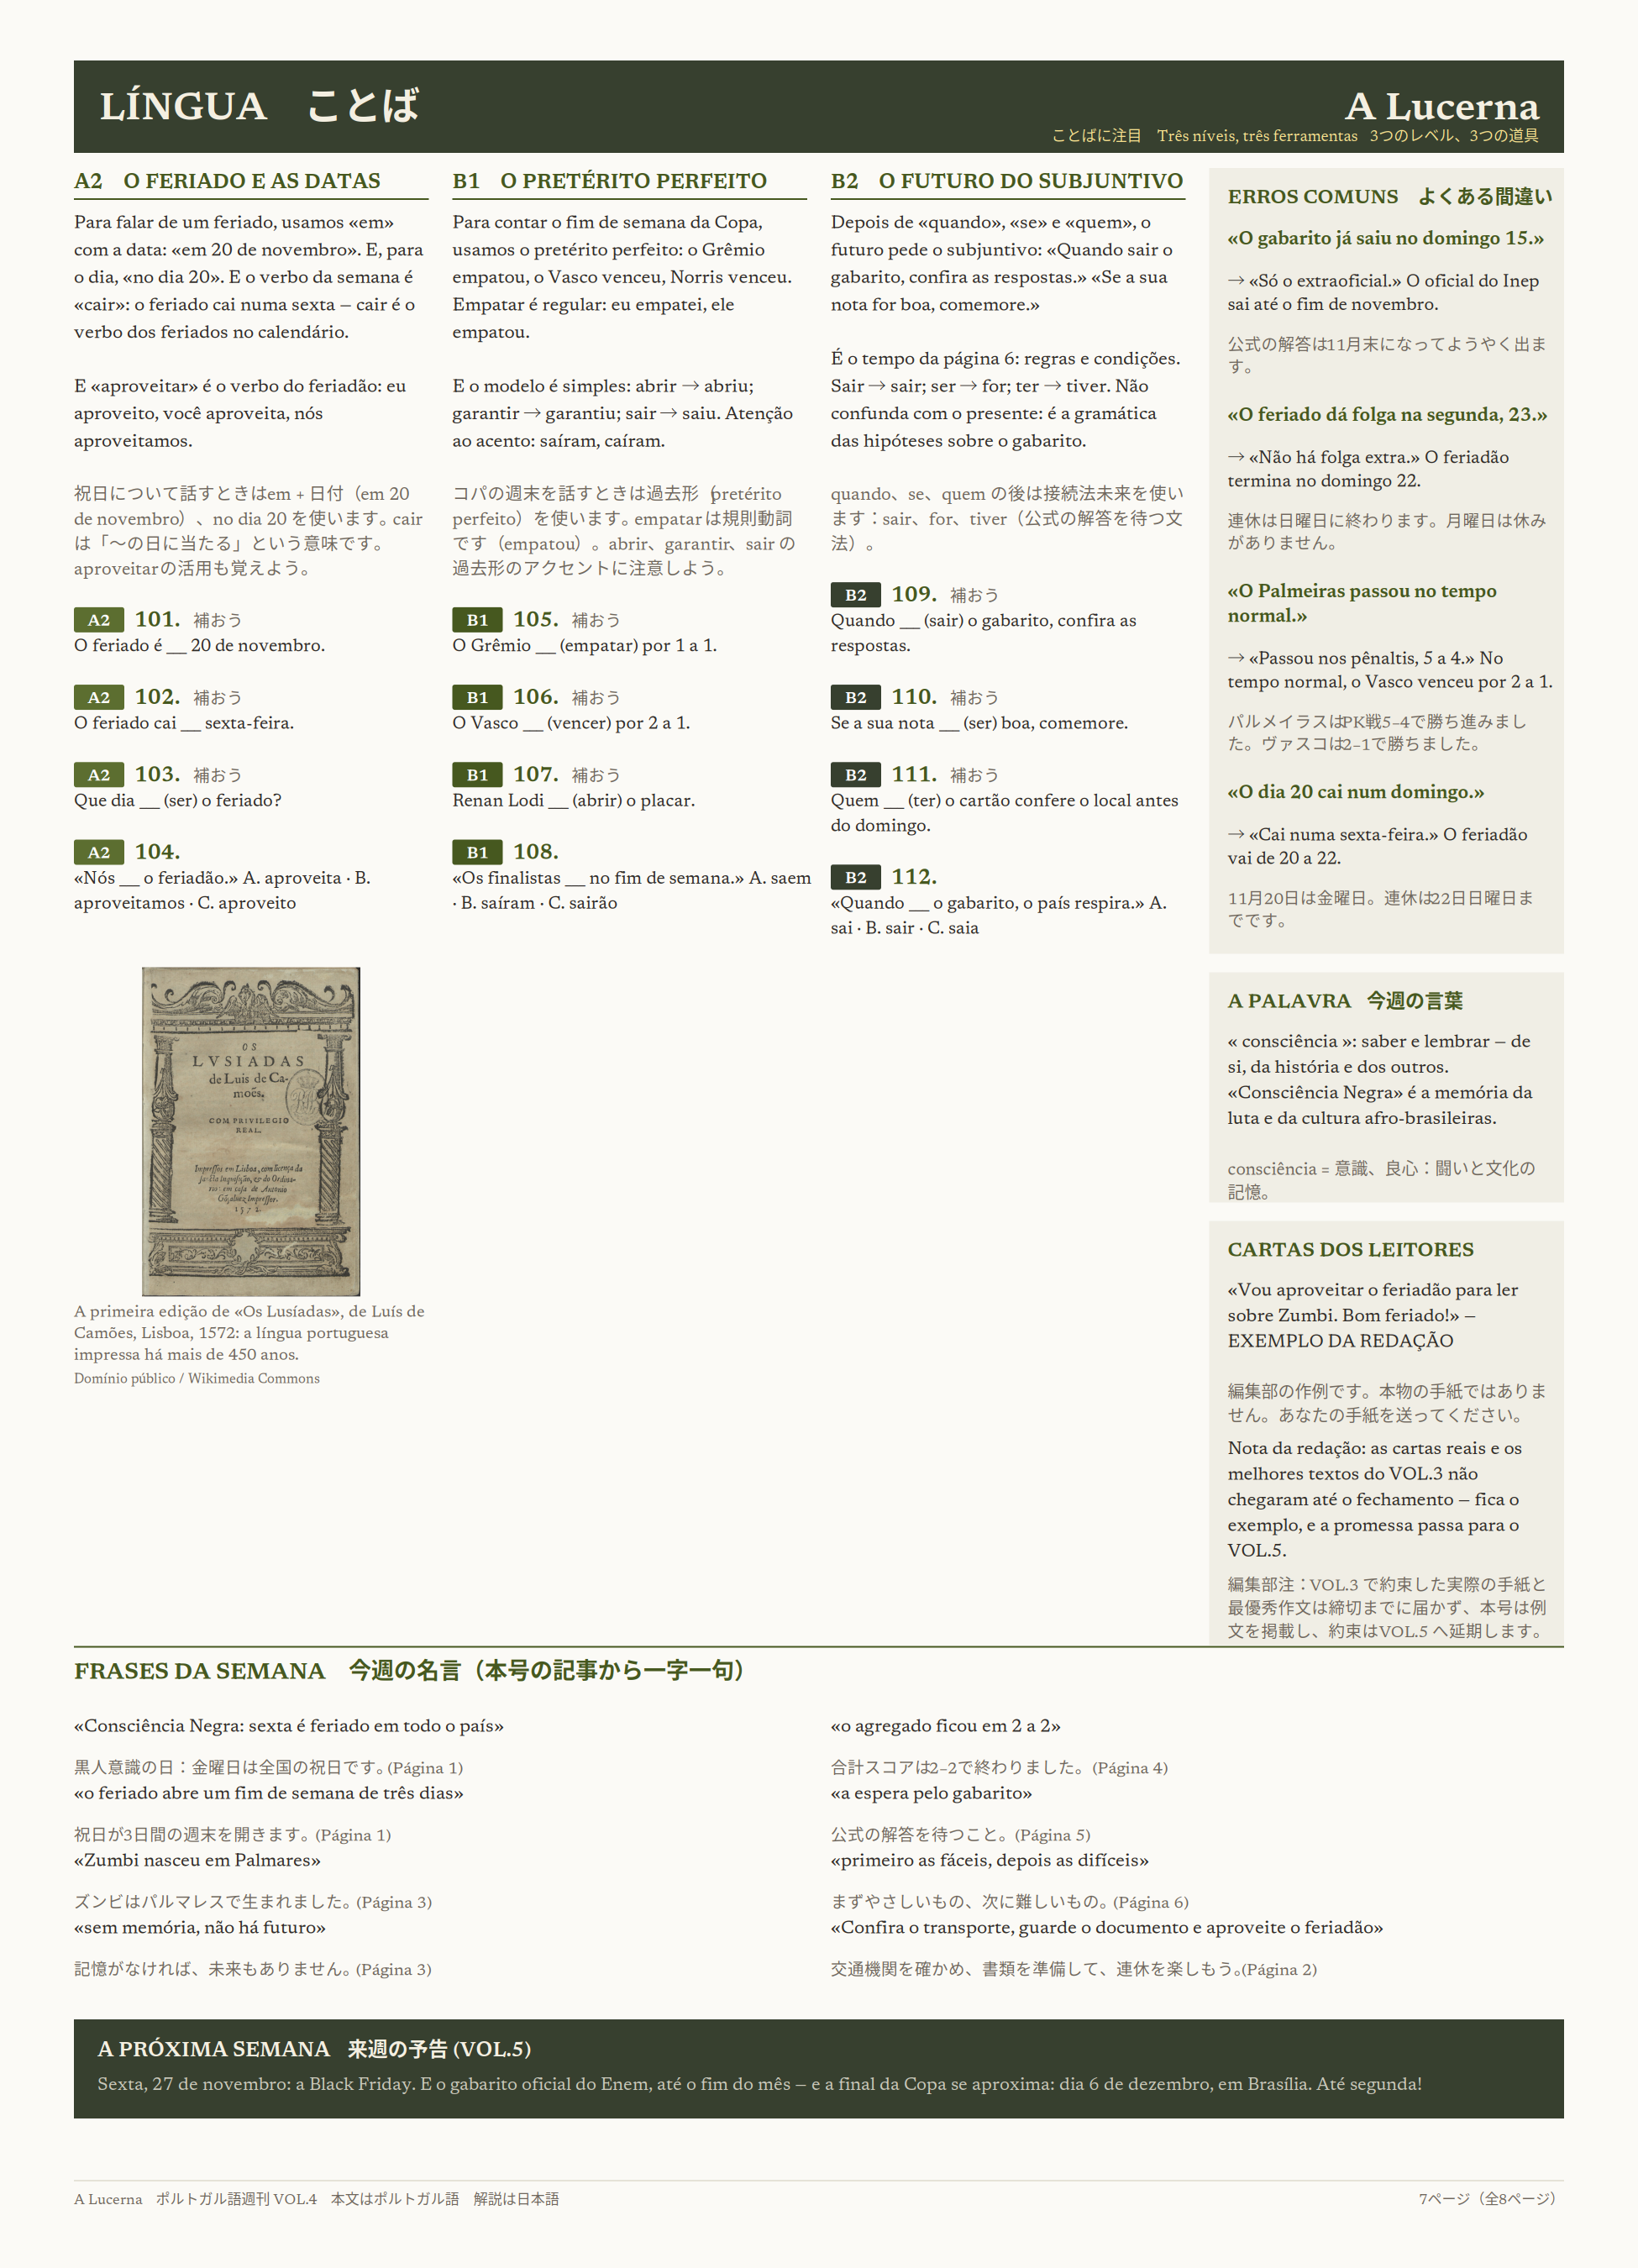 LÍNGUA ことば
A Lucerna
ことばに注目 Três níveis, três ferramentas 3つのレベル、3つの道具
A2 O FERIADO E AS DATAS
Para falar de um feriado, usamos «em»
com a data: «em 20 de novembro». E, para
o dia, «no dia 20». E o verbo da semana é
«cair»: o feriado cai numa sexta — cair é o
verbo dos feriados no calendário.
E «aproveitar» é o verbo do feriadão: eu
aproveito, você aproveita, nós
aproveitamos.
祝日について話すときはem + 日付（em 20
de novembro）、no dia 20 を使います。cair
は「〜の日に当たる」という意味です。
aproveitarの活用も覚えよう。
A2 101. 補おう
O feriado é ___ 20 de novembro.
A2 102. 補おう
O feriado cai ___ sexta-feira.
A2 103. 補おう
Que dia ___ (ser) o feriado?
A2 104.
«Nós ___ o feriadão.» A. aproveita · B.
aproveitamos · C. aproveito
B1 O PRETÉRITO PERFEITO
Para contar o fim de semana da Copa,
usamos o pretérito perfeito: o Grêmio
empatou, o Vasco venceu, Norris venceu.
Empatar é regular: eu empatei, ele
empatou.
E o modelo é simples: abrir → abriu;
garantir → garantiu; sair → saiu. Atenção
ao acento: saíram, caíram.
コパの週末を話すときは過去形（pretérito
perfeito）を使います。empatarは規則動詞
です（empatou）。abrir、garantir、sair の
過去形のアクセントに注意しよう。
B1 105. 補おう
O Grêmio ___ (empatar) por 1 a 1.
B1 106. 補おう
O Vasco ___ (vencer) por 2 a 1.
B1 107. 補おう
Renan Lodi ___ (abrir) o placar.
B1 108.
«Os finalistas ___ no fim de semana.» A. saem
· B. saíram · C. sairão
B2 O FUTURO DO SUBJUNTIVO
Depois de «quando», «se» e «quem», o
futuro pede o subjuntivo: «Quando sair o
gabarito, confira as respostas.» «Se a sua
nota for boa, comemore.»
É o tempo da página 6: regras e condições.
Sair → sair; ser → for; ter → tiver. Não
confunda com o presente: é a gramática
das hipóteses sobre o gabarito.
quando、se、quem の後は接続法未来を使い
ます：sair、for、tiver（公式の解答を待つ文
法）。
B2 109. 補おう
Quando ___ (sair) o gabarito, confira as
respostas.
B2 110. 補おう
Se a sua nota ___ (ser) boa, comemore.
B2 111. 補おう
Quem ___ (ter) o cartão confere o local antes
do domingo.
B2 112.
«Quando ___ o gabarito, o país respira.» A.
sai · B. sair · C. saia
ERROS COMUNS よくある間違い
«O gabarito já saiu no domingo 15.»
→ «Só o extraoficial.» O oficial do Inep
sai até o fim de novembro.
公式の解答は11月末になってようやく出ま
す。
«O feriado dá folga na segunda, 23.»
→ «Não há folga extra.» O feriadão
termina no domingo 22.
連休は日曜日に終わります。月曜日は休み
がありません。
«O Palmeiras passou no tempo
normal.»
→ «Passou nos pênaltis, 5 a 4.» No
tempo normal, o Vasco venceu por 2 a 1.
パルメイラスはPK戦5–4で勝ち進みまし
た。ヴァスコは2–1で勝ちました。
«O dia 20 cai num domingo.»
→ «Cai numa sexta-feira.» O feriadão
vai de 20 a 22.
11月20日は金曜日。連休は22日日曜日ま
でです。
A PALAVRA 今週の言葉
« consciência »: saber e lembrar — de
si, da história e dos outros.
«Consciência Negra» é a memória da
luta e da cultura afro-brasileiras.
consciência = 意識、良心：闘いと文化の
記憶。
CARTAS DOS LEITORES
«Vou aproveitar o feriadão para ler
sobre Zumbi. Bom feriado!» —
EXEMPLO DA REDAÇÃO
編集部の作例です。本物の手紙ではありま
せん。あなたの手紙を送ってください。
Nota da redação: as cartas reais e os
melhores textos do VOL.3 não
chegaram até o fechamento — fica o
exemplo, e a promessa passa para o
VOL.5.
編集部注：VOL.3 で約束した実際の手紙と
最優秀作文は締切までに届かず、本号は例
文を掲載し、約束はVOL.5 へ延期します。
OS
LVSIADAS
de Luis de Ca-
moẽs.
COM PRIVILEGIO
REAL.
Impressos em Lisboa, com licença da
sancta Inquisição, & do Ordina-
rio: em casa de Antonio
Gõçaluez Impressor.
1572.
A primeira edição de «Os Lusíadas», de Luís de
Camões, Lisboa, 1572: a língua portuguesa
impressa há mais de 450 anos.
Domínio público / Wikimedia Commons
FRASES DA SEMANA 今週の名言（本号の記事から一字一句）
«Consciência Negra: sexta é feriado em todo o país»
黒人意識の日：金曜日は全国の祝日です。(Página 1)
«o feriado abre um fim de semana de três dias»
祝日が3日間の週末を開きます。(Página 1)
«Zumbi nasceu em Palmares»
ズンビはパルマレスで生まれました。(Página 3)
«sem memória, não há futuro»
記憶がなければ、未来もありません。(Página 3)
«o agregado ficou em 2 a 2»
合計スコアは2–2で終わりました。(Página 4)
«a espera pelo gabarito»
公式の解答を待つこと。(Página 5)
«primeiro as fáceis, depois as difíceis»
まずやさしいもの、次に難しいもの。(Página 6)
«Confira o transporte, guarde o documento e aproveite o feriadão»
交通機関を確かめ、書類を準備して、連休を楽しもう。(Página 2)
A PRÓXIMA SEMANA 来週の予告 (VOL.5)
Sexta, 27 de novembro: a Black Friday. E o gabarito oficial do Enem, até o fim do mês — e a final da Copa se aproxima: dia 6 de dezembro, em Brasília. Até segunda!
A Lucerna ポルトガル語週刊 VOL.4 本文はポルトガル語 解説は日本語
7ページ（全8ページ）